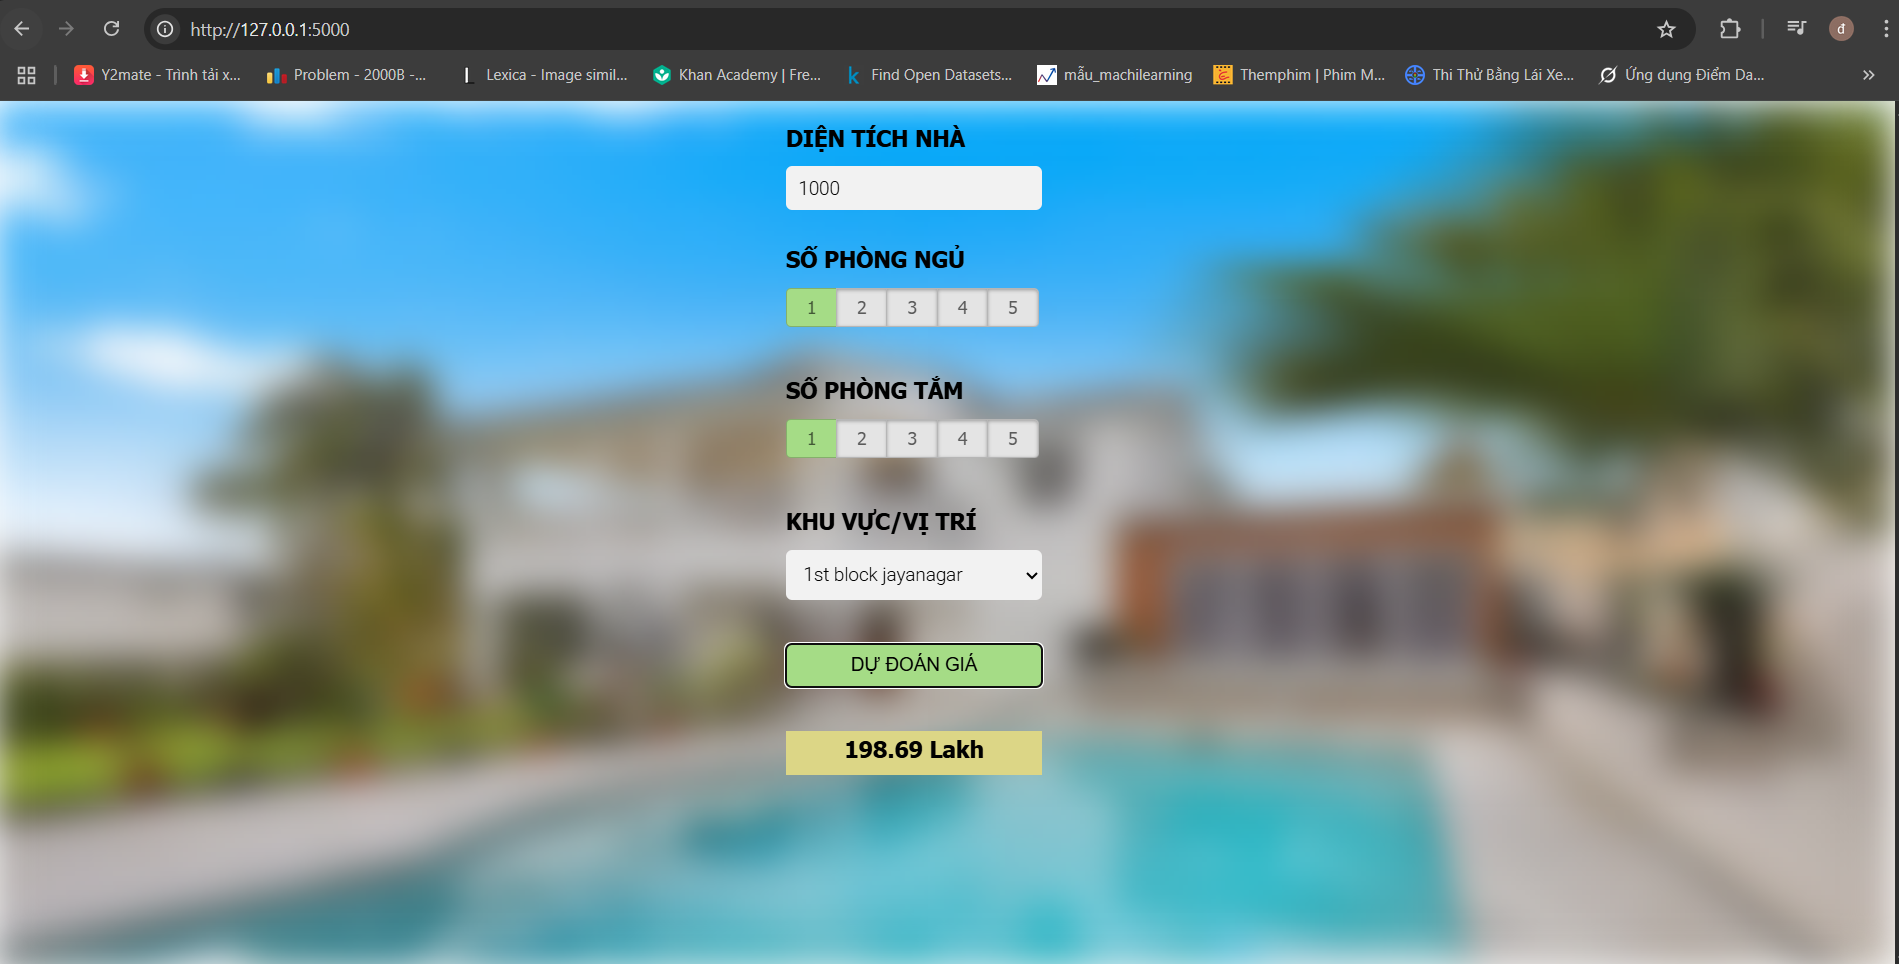 http://127.0.0.1:5000
đ
Y2mate - Trình tải x...
Problem - 2000B -...
Lexica - Image simil...
Khan Academy | Fre...
Find Open Datasets...
mẫu_machilearning
Themphim | Phim M...
Thi Thử Bằng Lái Xe...
Ứng dụng Điểm Da...
DIỆN TÍCH NHÀ
1000
SỐ PHÒNG NGỦ
1 2 3 4 5
SỐ PHÒNG TẮM
1 2 3 4 5
KHU VỰC/VỊ TRÍ
1st block jayanagar
DỰ ĐOÁN GIÁ
198.69 Lakh